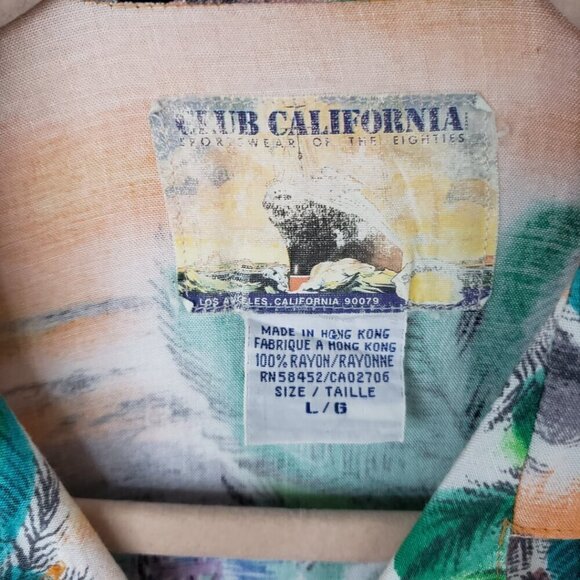 CLUB CALIFORNIA
SPORTSWEAR OF THE EIGHTIES
LOS ANGELES, CALIFORNIA 90079
MADE IN HONG KONG
FABRIQUE A HONG KONG
100% RAYON/RAYONNE
RN58452/CA02706
SIZE / TAILLE
L/G